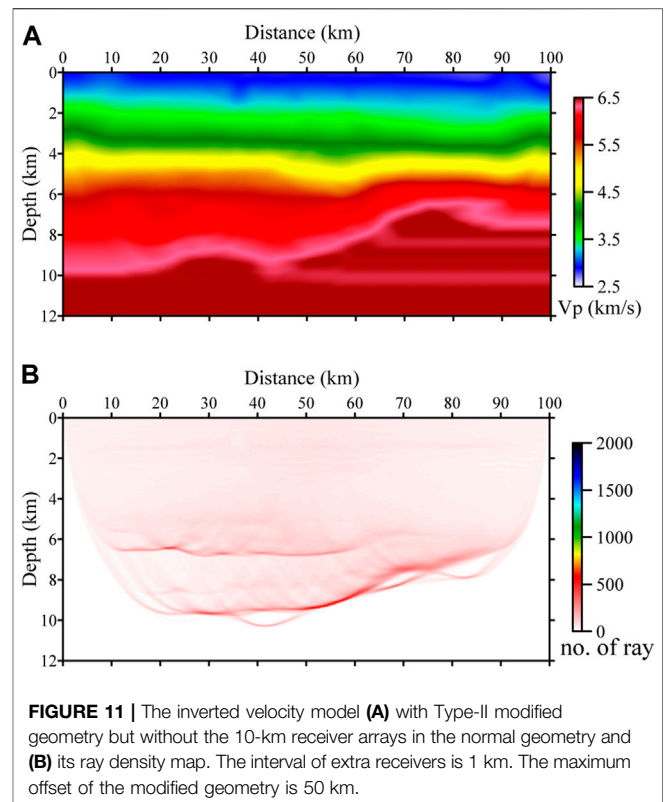 A
Distance (km)
0 10 20 30 40 50 60 70 80 90 100
0
2
4
6
8
10
12
Depth (km)
6.5
5.5
4.5
3.5
2.5
Vp (km/s)
B
Distance (km)
0 10 20 30 40 50 60 70 80 90 100
0
2
4
6
8
10
12
Depth (km)
2000
1500
1000
500
0
no. of ray
FIGURE 11 | The inverted velocity model (A) with Type-II modified
geometry but without the 10-km receiver arrays in the normal geometry and
(B) its ray density map. The interval of extra receivers is 1 km. The maximum
offset of the modified geometry is 50 km.